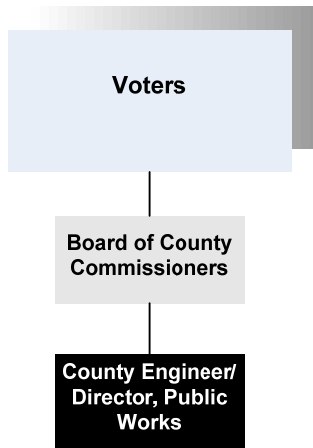 Voters
Board of County
Commissioners
County Engineer/
Director, Public
Works